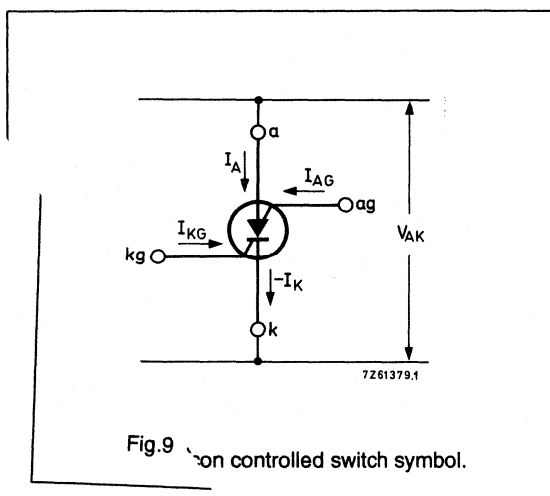 a
I_A
I_AG
ag
V_AK
I_KG
kg
-I_K
k
7Z61379.1
Fig.9 con controlled switch symbol.